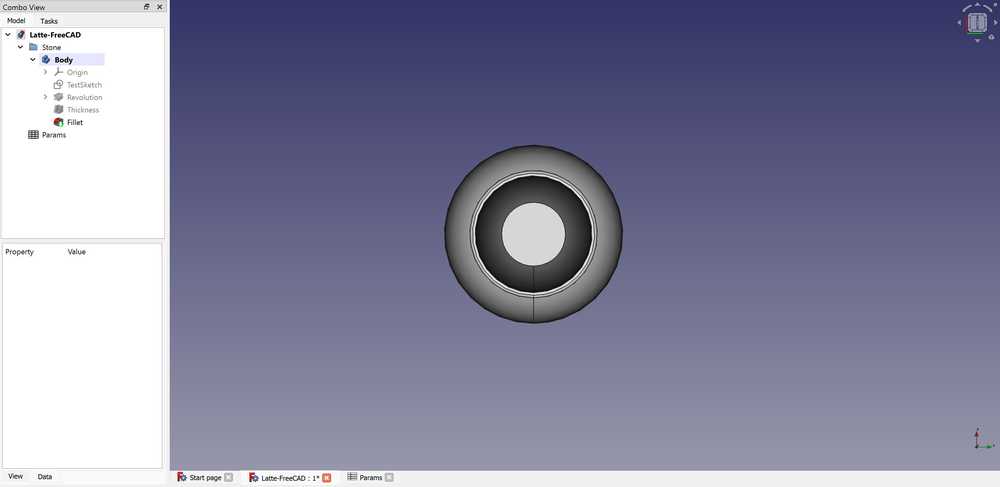 Combo View
Model Tasks
Latte-FreeCAD
Stone
Body
Origin
TestSketch
Revolution
Thickness
Fillet
Params
Property Value
View Data
Start page Latte-FreeCAD : 1* Params